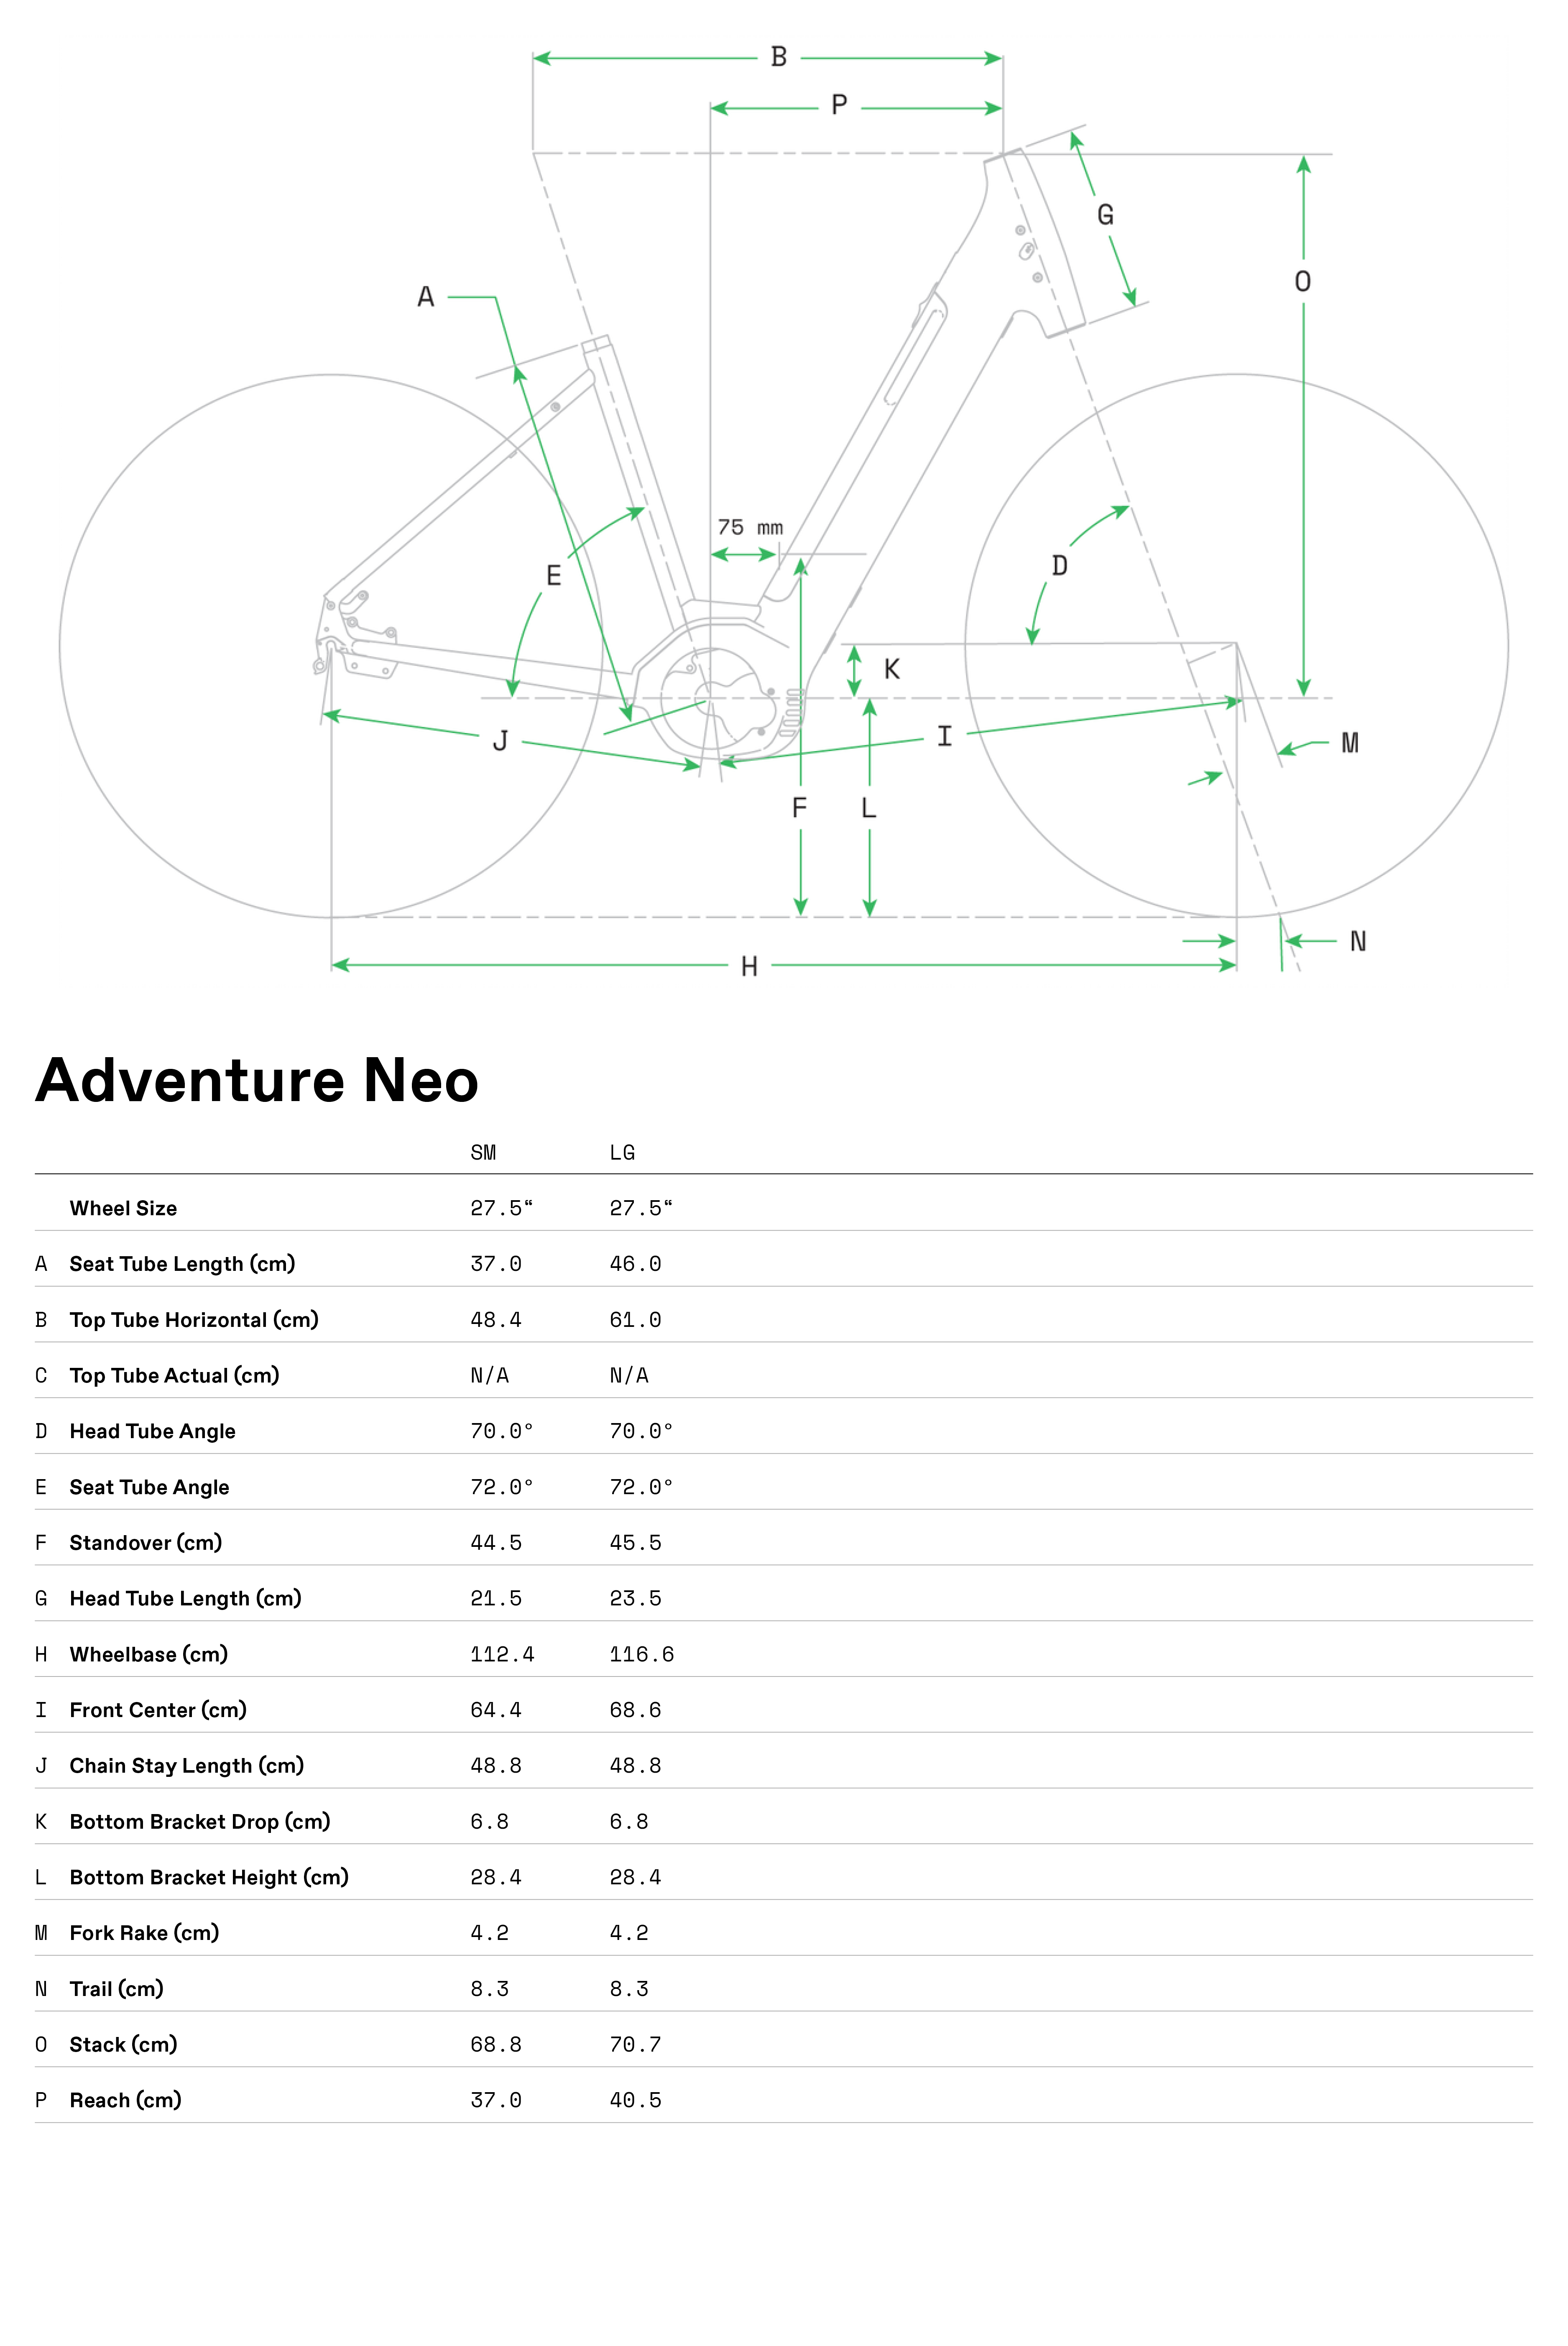 B
P
G
A
O
75 mm
E
D
K
J
I
M
F L
N
H
Adventure Neo
SM LG
Wheel Size 27.5“ 27.5“
A Seat Tube Length (cm) 37.0 46.0
B Top Tube Horizontal (cm) 48.4 61.0
C Top Tube Actual (cm) N/A N/A
D Head Tube Angle 70.0° 70.0°
E Seat Tube Angle 72.0° 72.0°
F Standover (cm) 44.5 45.5
G Head Tube Length (cm) 21.5 23.5
H Wheelbase (cm) 112.4 116.6
I Front Center (cm) 64.4 68.6
J Chain Stay Length (cm) 48.8 48.8
K Bottom Bracket Drop (cm) 6.8 6.8
L Bottom Bracket Height (cm) 28.4 28.4
M Fork Rake (cm) 4.2 4.2
N Trail (cm) 8.3 8.3
O Stack (cm) 68.8 70.7
P Reach (cm) 37.0 40.5